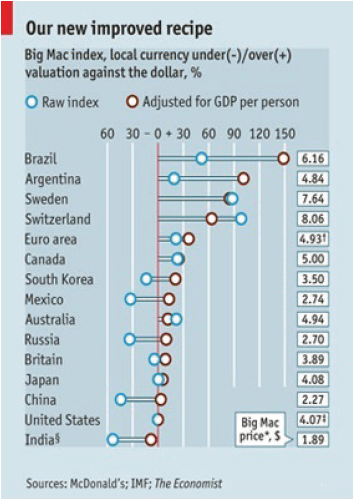 Our new improved recipe
Big Mac index, local currency under(-)/over(+)
valuation against the dollar, %
Raw index Adjusted for GDP per person
60 30 – 0 + 30 60 90 120 150
Brazil 6.16
Argentina 4.84
Sweden 7.64
Switzerland 8.06
Euro area 4.93†
Canada 5.00
South Korea 3.50
Mexico 2.74
Australia 4.94
Russia 2.70
Britain 3.89
Japan 4.08
China 2.27
United States 4.07‡
India§ 1.89
Big Mac
price*, $
Sources: McDonald's; IMF; The Economist